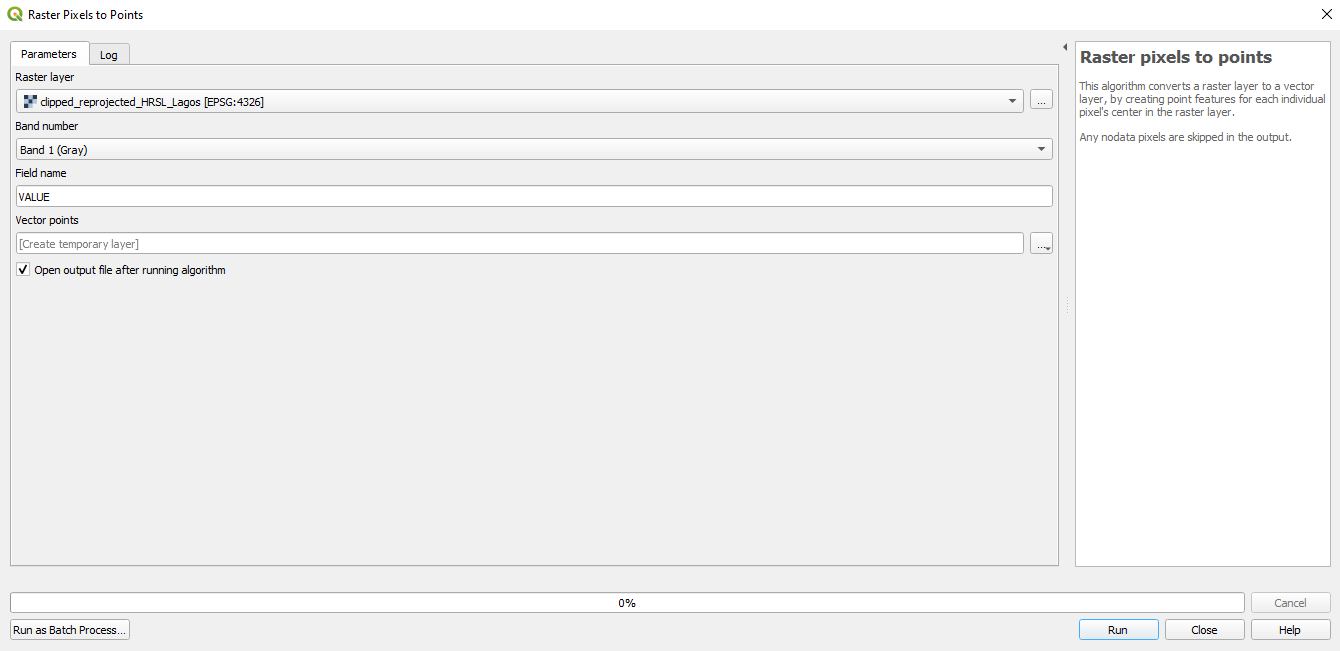 Raster Pixels to Points
Parameters
Log
Raster layer
clipped_reprojected_HRSL_Lagos [EPSG:4326]
...
Band number
Band 1 (Gray)
Field name
VALUE
Vector points
[Create temporary layer]
...
Open output file after running algorithm
Raster pixels to points
This algorithm converts a raster layer to a vector
layer, by creating point features for each individual
pixel's center in the raster layer.
Any nodata pixels are skipped in the output.
0%
Cancel
Run as Batch Process...
Run
Close
Help